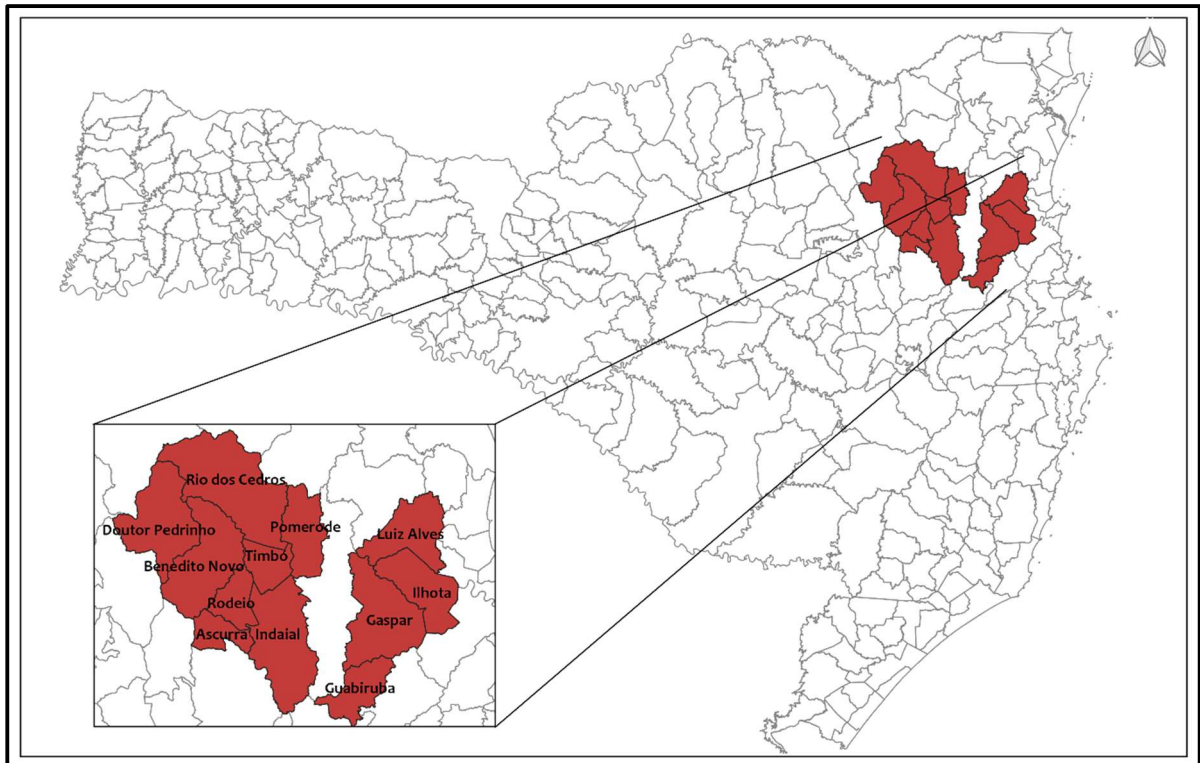 Rio dos Cedros
Pomerode
Doutor Pedrinho
Luiz Alves
Timbó
Benedito Novo
Ilhota
Rodeio
Gaspar
Ascurra
Indaial
Guabiruba